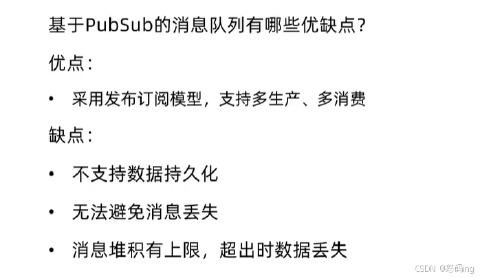 基于PubSub的消息队列有哪些优缺点？
优点：
• 采用发布订阅模型，支持多生产、多消费
缺点：
• 不支持数据持久化
• 无法避免消息丢失
• 消息堆积有上限，超出时数据丢失